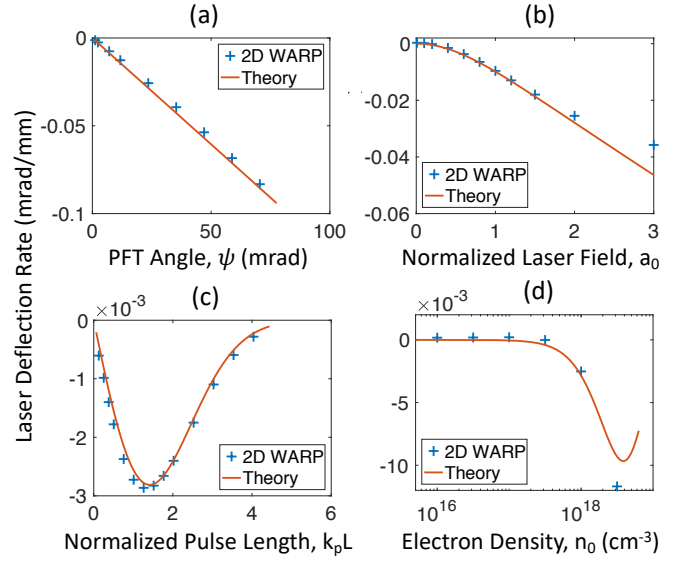 (a)
0
-0.05
-0.1
0
50
100
2D WARP
Theory
PFT Angle, ψ (mrad)
(b)
0
-0.02
-0.04
-0.06
0
1
2
3
2D WARP
Theory
Normalized Laser Field, a₀
Laser Deflection Rate (mrad/mm)
(c)
×10⁻³
0
-1
-2
-3
0
2
4
6
2D WARP
Theory
Normalized Pulse Length, kₚL
(d)
×10⁻³
0
-5
-10
10¹⁶
10¹⁸
2D WARP
Theory
Electron Density, n₀ (cm⁻³)